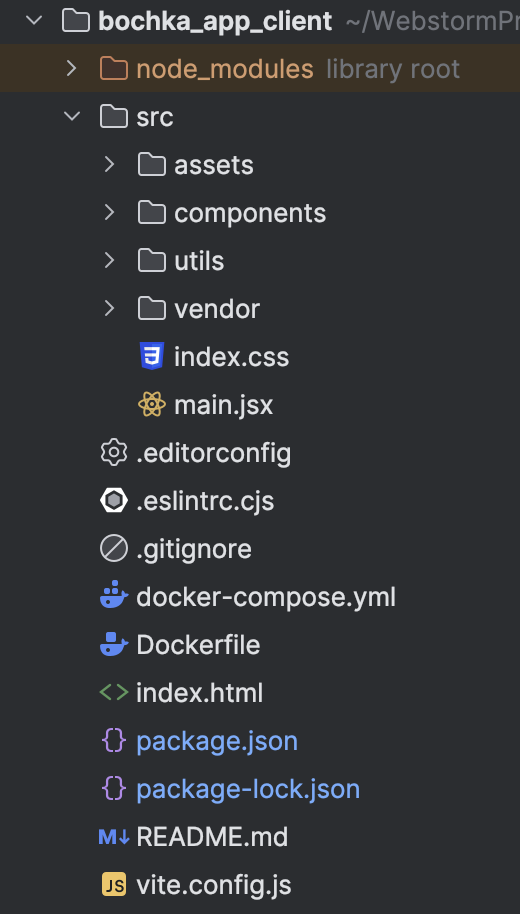 bochka_app_client ~/WebstormPr
node_modules library root
src
assets
components
utils
vendor
index.css
main.jsx
.editorconfig
.eslintrc.cjs
.gitignore
docker-compose.yml
Dockerfile
<> index.html
{} package.json
{} package-lock.json
M↓ README.md
JS vite.config.js